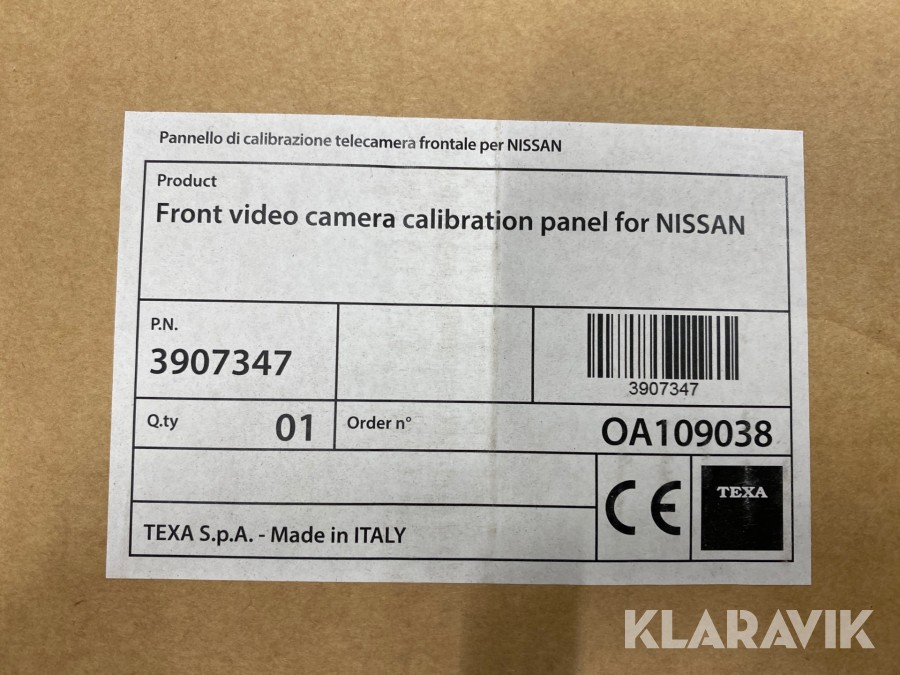 Pannello di calibrazione telecamera frontale per NISSAN
Product
Front video camera calibration panel for NISSAN
P.N.
3907347
3907347
Q.ty
01
Order n°
OA109038
CE
TEXA
TEXA S.p.A. - Made in ITALY
KLARAVIK